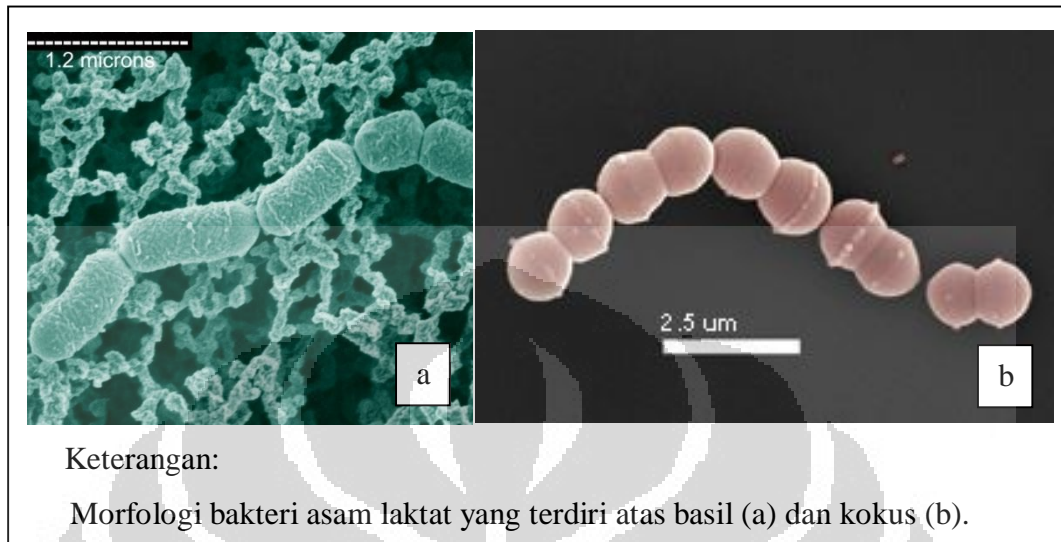 1.2 microns
a
2.5 um
b
Keterangan:
Morfologi bakteri asam laktat yang terdiri atas basil (a) dan kokus (b).